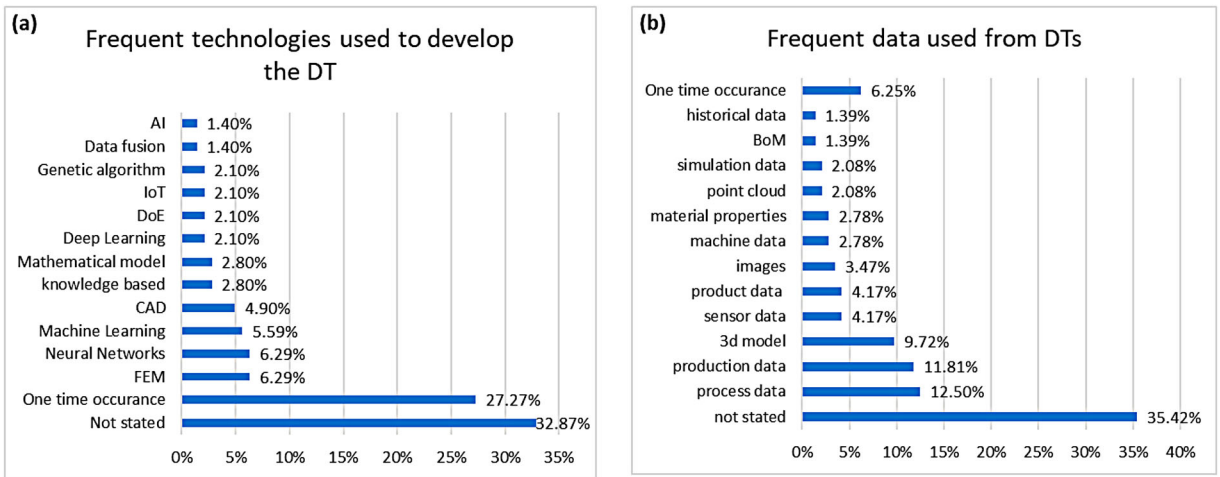 (a)
Frequent technologies used to develop
the DT
AI 1.40%
Data fusion 1.40%
Genetic algorithm 2.10%
IoT 2.10%
DoE 2.10%
Deep Learning 2.10%
Mathematical model 2.80%
knowledge based 2.80%
CAD 4.90%
Machine Learning 5.59%
Neural Networks 6.29%
FEM 6.29%
One time occurance 27.27%
Not stated 32.87%
0% 5% 10% 15% 20% 25% 30% 35%
(b)
Frequent data used from DTs
One time occurance 6.25%
historical data 1.39%
BoM 1.39%
simulation data 2.08%
point cloud 2.08%
material properties 2.78%
machine data 2.78%
images 3.47%
product data 4.17%
sensor data 4.17%
3d model 9.72%
production data 11.81%
process data 12.50%
not stated 35.42%
0% 5% 10% 15% 20% 25% 30% 35% 40%